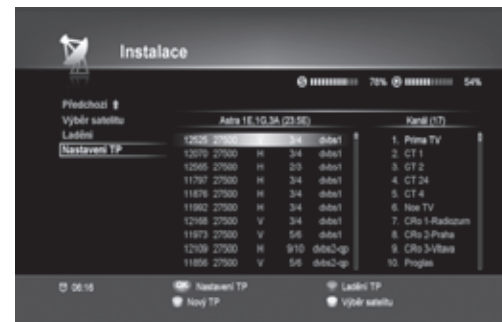 Instalace
78% 54%
Předchozí
Výběr satelitu
Ladění
Nastavení TP
Astra 1E,1G,3A (23.5E)
12525 27500 3/4 dvbs1
12070 27500 H 3/4 dvbs1
12565 27500 H 2/3 dvbs1
11797 27500 H 3/4 dvbs1
11876 27500 H 3/4 dvbs1
11992 27500 H 3/4 dvbs1
12168 27500 V 3/4 dvbs1
11973 27500 V 5/6 dvbs1
12109 27500 H 9/10 dvbs2-qp
11856 27500 V 5/6 dvbs2-qp
Kanál (17)
1. Prima TV
2. CT 1
3. CT 2
4. CT 24
5. CT 4
6. Noe TV
7. CRo 1-Radiozurn
8. CRo 2-Praha
9. CRo 3-Vltava
10. Proglas
06:16
OK Nastavení TP
Ladění TP
Nový TP
Výběr satelitu